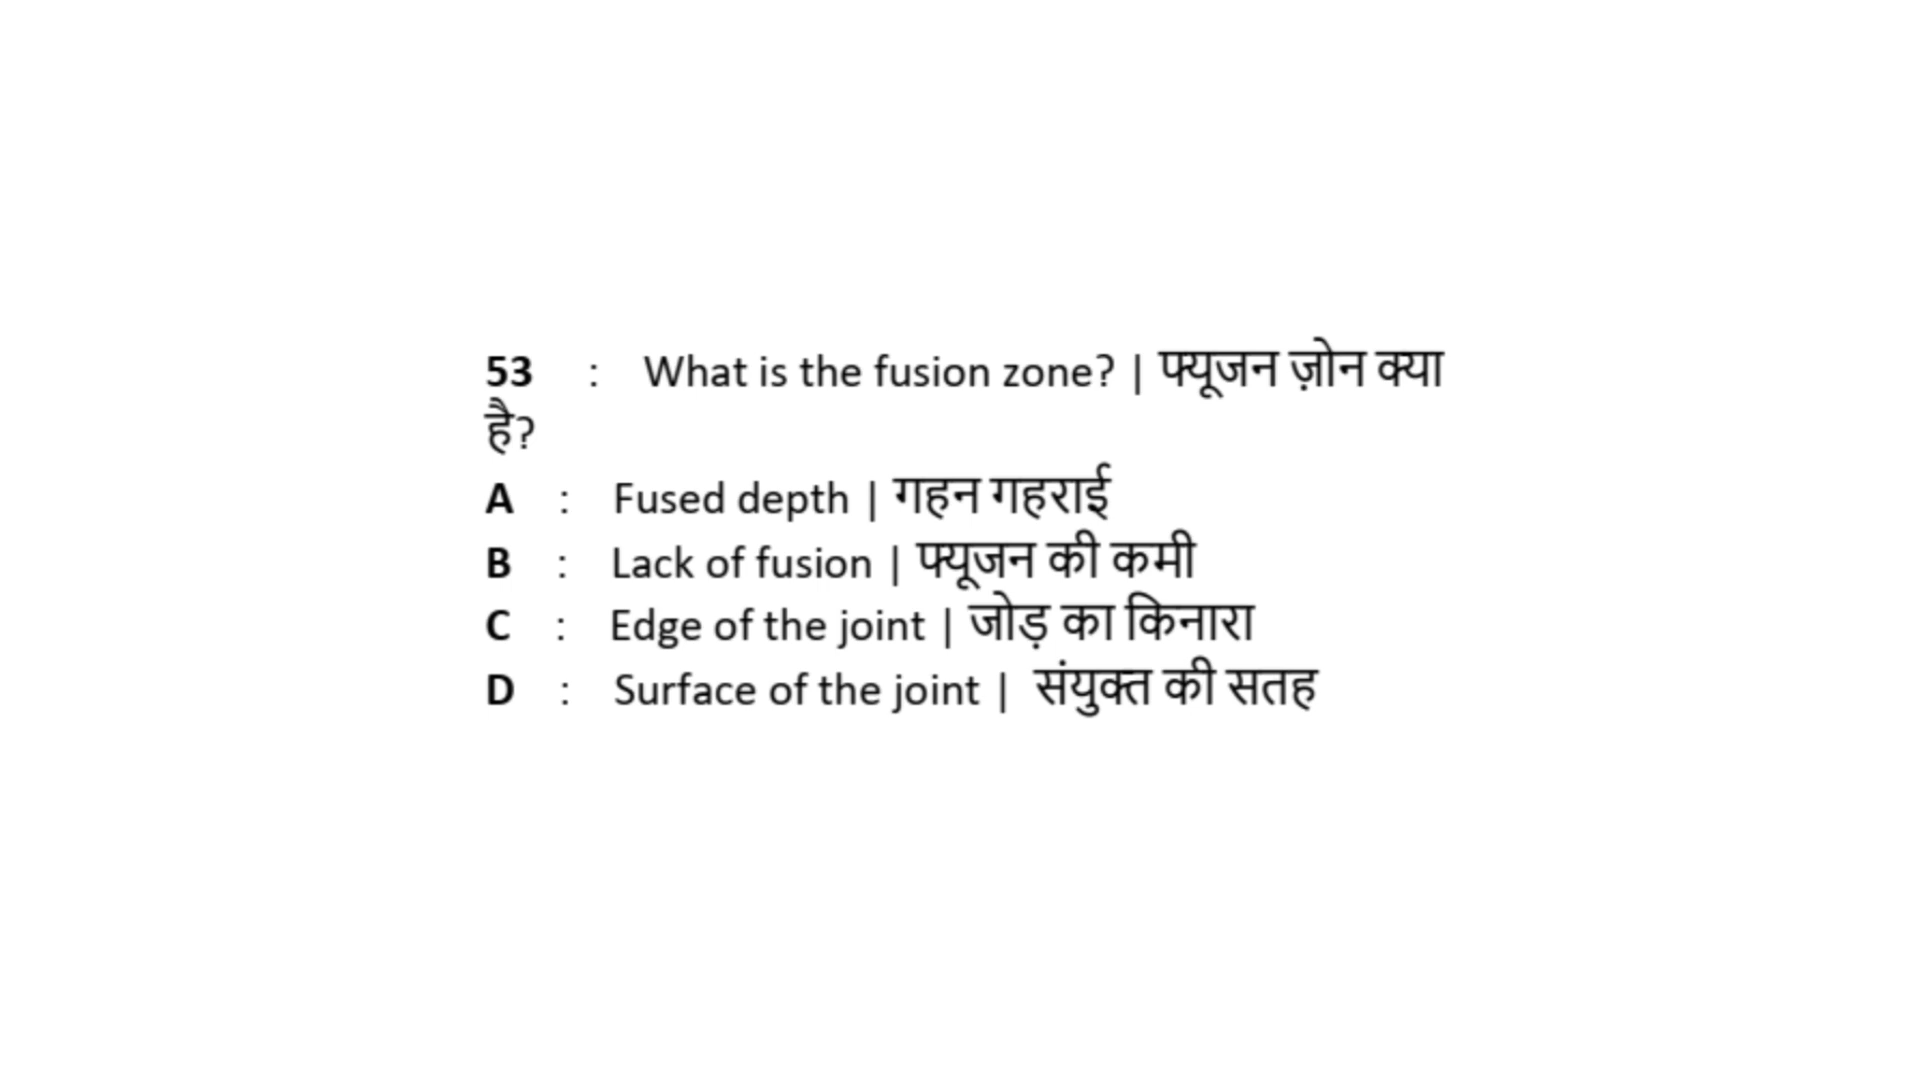 53 : What is the fusion zone? | फ्यूजन ज़ोन क्या
है?
A : Fused depth | गहन गहराई
B : Lack of fusion | फ्यूजन की कमी
C : Edge of the joint | जोड़ का किनारा
D : Surface of the joint | संयुक्त की सतह